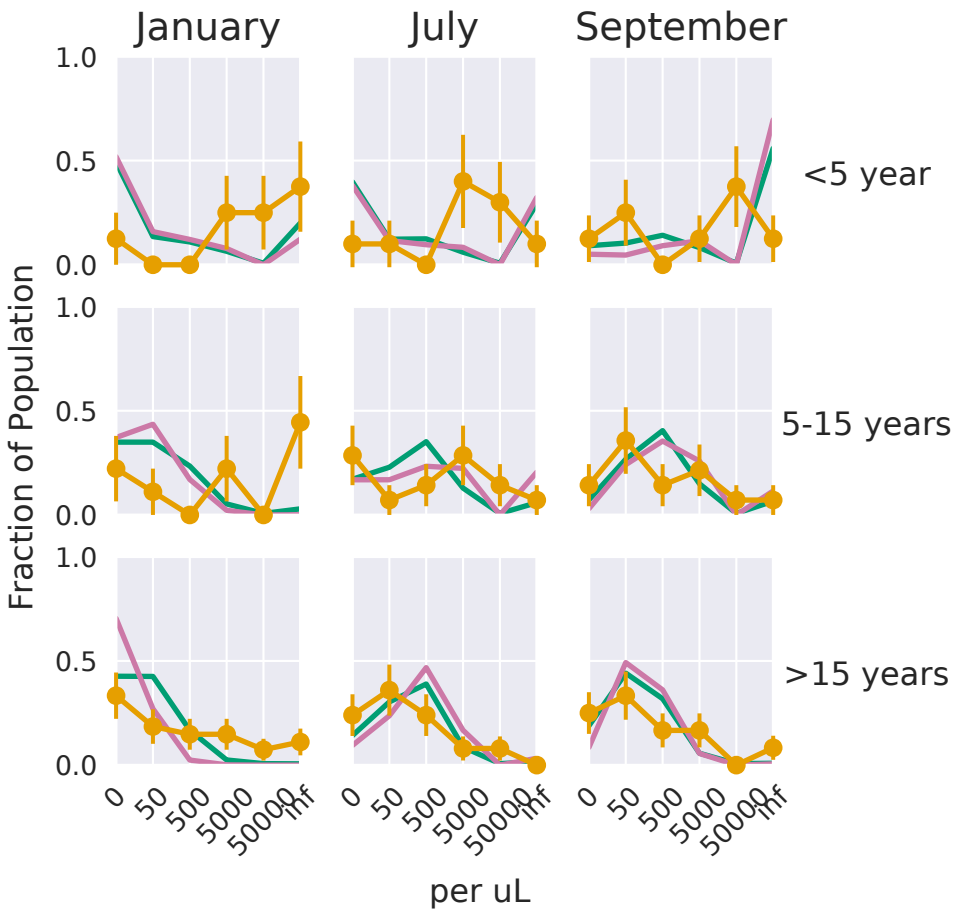 January July September
1.0
0.5
0.0
<5 year
1.0
0.5
0.0
5-15 years
1.0
0.5
0.0
>15 years
Fraction of Population
0 50 500 5000 50000 inf
0 50 500 5000 50000 inf
0 50 500 5000 50000 inf
per uL